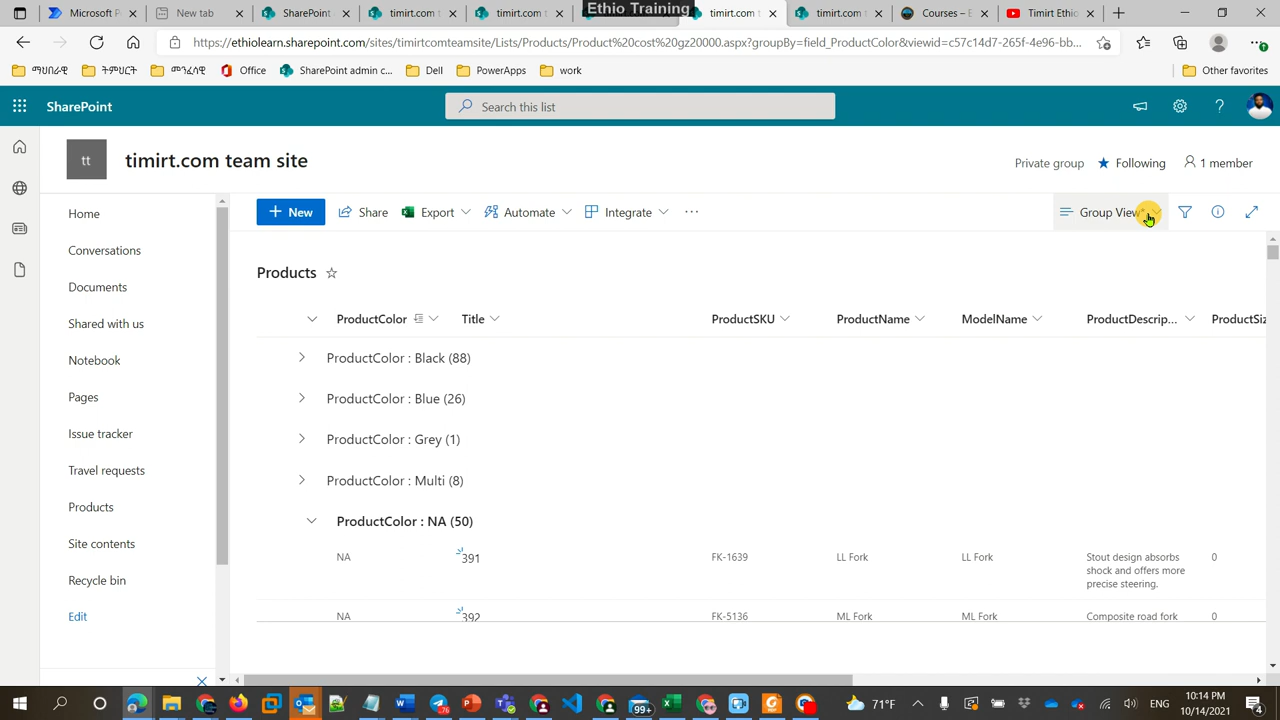 Ethio Training
Microsoft P
New tab
SharePoint
timirt.com t
timirt.com t
timirt.com t
timirt.com t
Courses – E
Timirt Ethio
https://ethiolearn.sharepoint.com/sites/timirtcomteamsite/Lists/Products/Product%20cost%20gz20000.aspx?groupBy=field_ProductColor&viewid=c57c14d7-265f-4e96-bb...
ማህበራዊ
ትምህርት
መንፈሳዊ
Office
SharePoint admin c...
Dell
PowerApps
work
Other favorites
SharePoint
Search this list
tt
timirt.com team site
Private group
Following
1 member
Home
Conversations
Documents
Shared with us
Notebook
Pages
Issue tracker
Travel requests
Products
Site contents
Recycle bin
Edit
New
Share
Export
Automate
Integrate
Group View
Products
ProductColor
Title
ProductSKU
ProductName
ModelName
ProductDescrip...
ProductSiz
ProductColor : Black (88)
ProductColor : Blue (26)
ProductColor : Grey (1)
ProductColor : Multi (8)
ProductColor : NA (50)
NA
391
FK-1639
LL Fork
LL Fork
Stout design absorbs
shock and offers more
precise steering.
0
NA
392
FK-5136
ML Fork
ML Fork
Composite road fork
0
99+
71°F
ENG
10:14 PM
10/14/2021